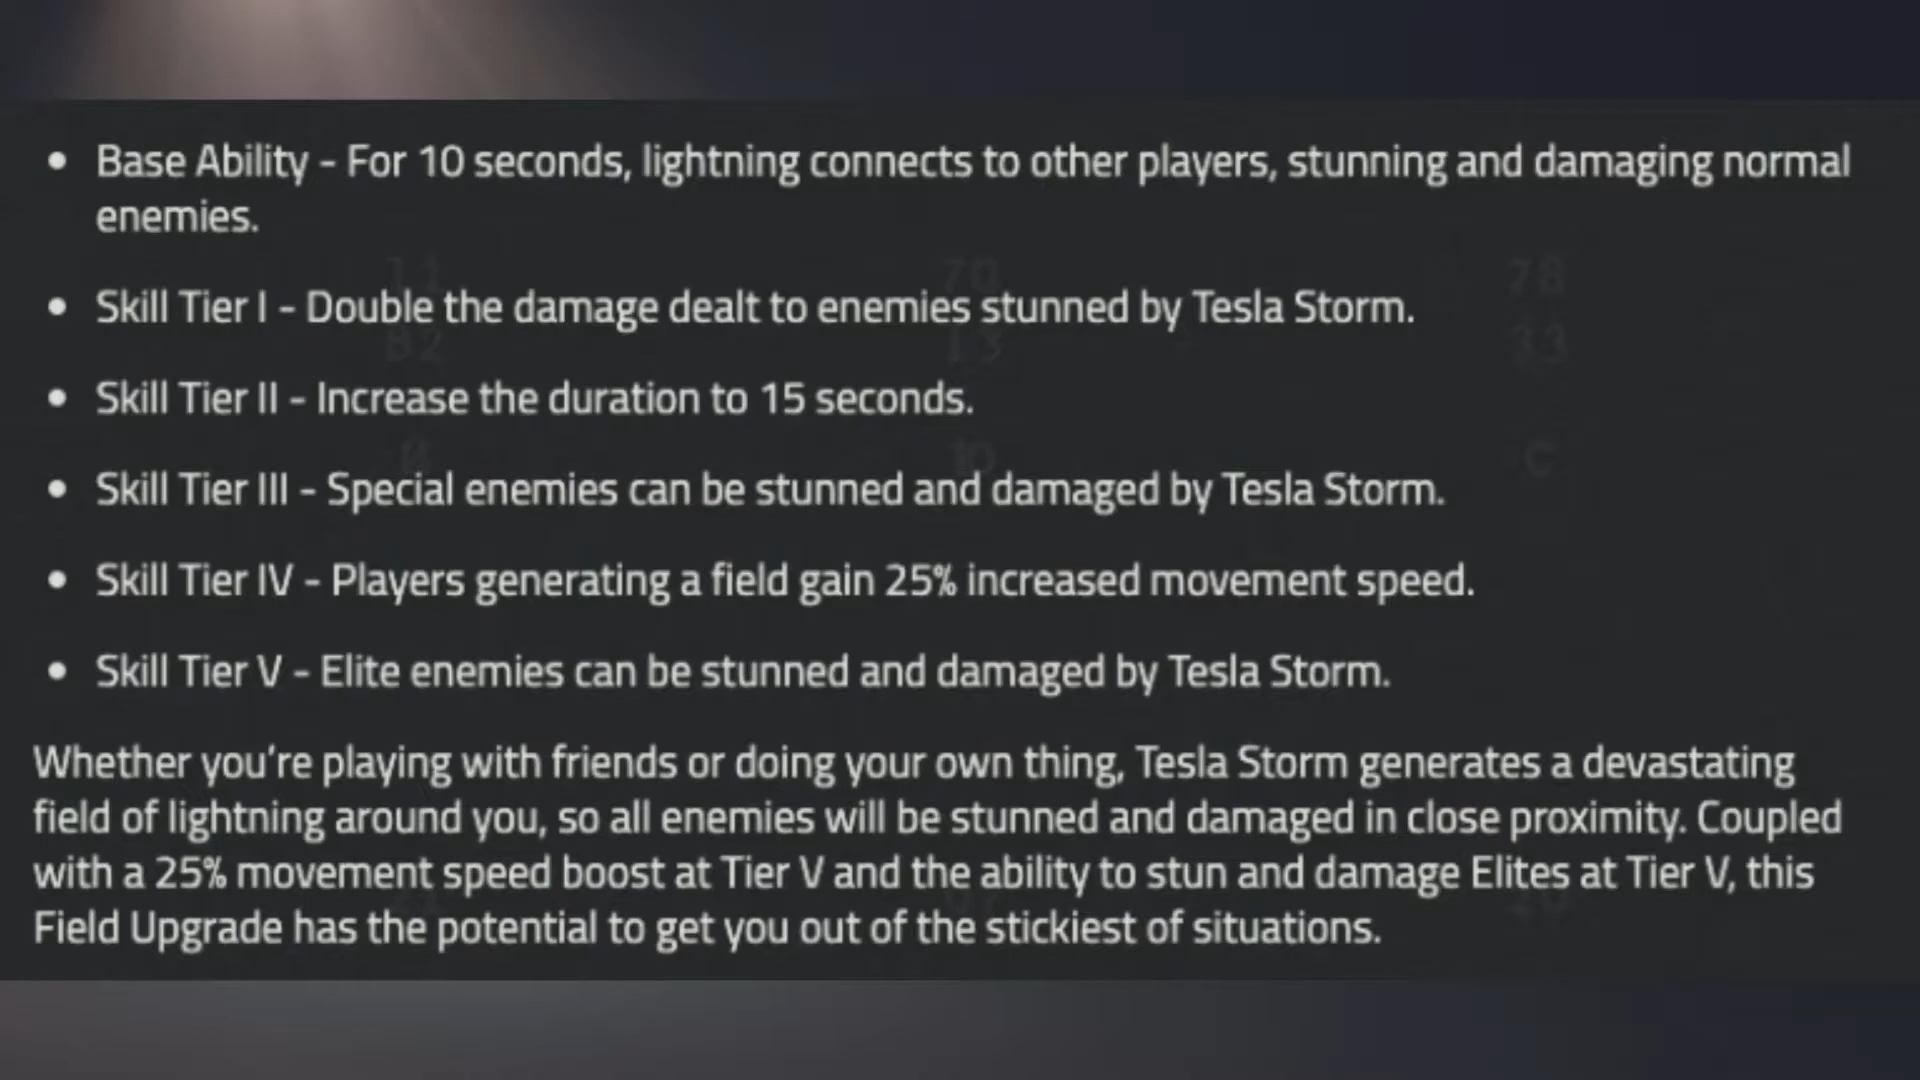 Base Ability - For 10 seconds, lightning connects to other players, stunning and damaging normal
enemies.
Skill Tier I - Double the damage dealt to enemies stunned by Tesla Storm.
Skill Tier II - Increase the duration to 15 seconds.
Skill Tier III - Special enemies can be stunned and damaged by Tesla Storm.
Skill Tier IV - Players generating a field gain 25% increased movement speed.
Skill Tier V - Elite enemies can be stunned and damaged by Tesla Storm.
Whether you're playing with friends or doing your own thing, Tesla Storm generates a devastating
field of lightning around you, so all enemies will be stunned and damaged in close proximity. Coupled
with a 25% movement speed boost at Tier V and the ability to stun and damage Elites at Tier V, this
Field Upgrade has the potential to get you out of the stickiest of situations.